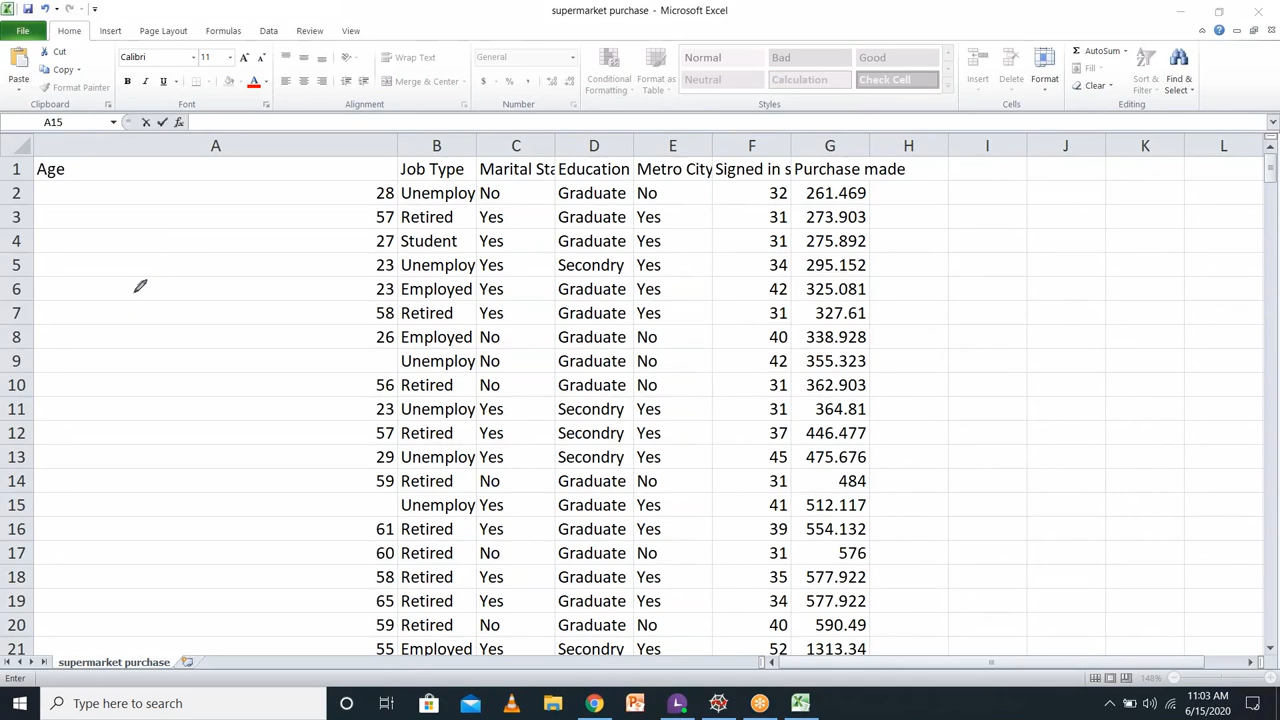 supermarket purchase - Microsoft Excel
File Home Insert Page Layout Formulas Data Review View
Cut
Copy
Format Painter
Paste
Calibri 11
Wrap Text
Merge & Center
General
Conditional Formatting
Format as Table
Normal Bad Good
Neutral Calculation Check Cell
Insert Delete Format
AutoSum
Fill
Clear
Sort & Filter
Find & Select
Clipboard Font Alignment Number Styles Cells Editing
A15 fx
A B C D E F G H I J K L
1 Age Job Type Marital Sta Education Metro City Signed in s Purchase made
2 28 Unemploy No Graduate No 32 261.469
3 57 Retired Yes Graduate Yes 31 273.903
4 27 Student Yes Graduate Yes 31 275.892
5 23 Unemploy Yes Secondry Yes 34 295.152
6 23 Employed Yes Graduate Yes 42 325.081
7 58 Retired Yes Graduate Yes 31 327.61
8 26 Employed No Graduate No 40 338.928
9 Unemploy No Graduate No 42 355.323
10 56 Retired No Graduate No 31 362.903
11 23 Unemploy Yes Secondry Yes 31 364.81
12 57 Retired Yes Secondry Yes 37 446.477
13 29 Unemploy Yes Secondry Yes 45 475.676
14 59 Retired No Graduate No 31 484
15 Unemploy Yes Graduate Yes 41 512.117
16 61 Retired Yes Graduate Yes 39 554.132
17 60 Retired No Graduate No 31 576
18 58 Retired Yes Graduate Yes 35 577.922
19 65 Retired Yes Graduate Yes 34 577.922
20 59 Retired No Graduate No 40 590.49
21 55 Employed Yes Secondry Yes 52 1313.34
supermarket purchase
Enter 148%
Type here to search
11:03 AM
6/15/2020